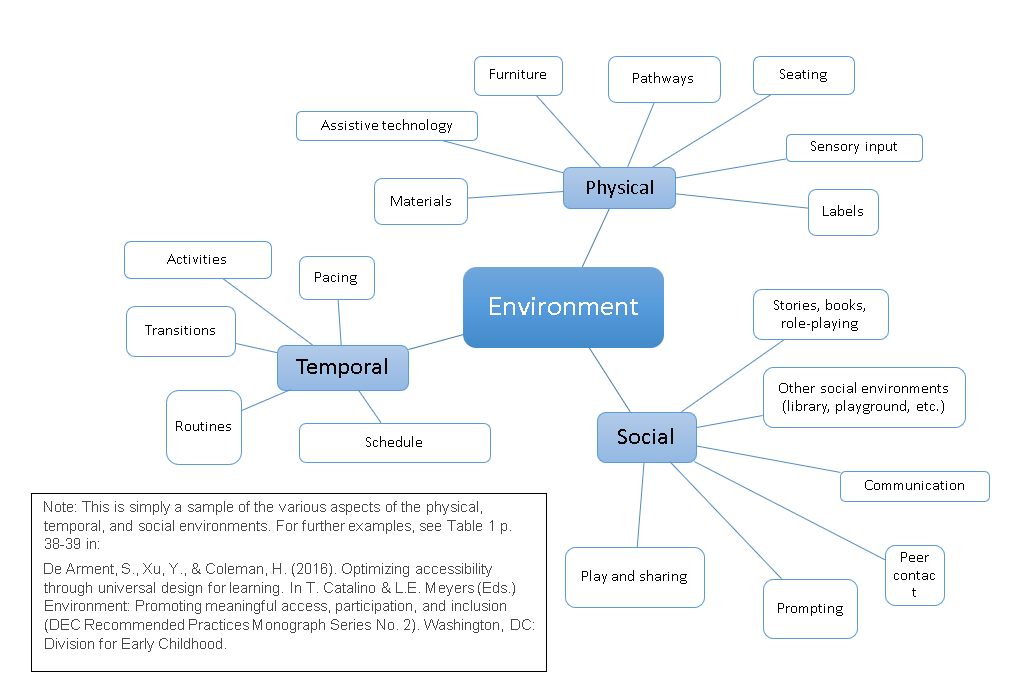 Furniture
Pathways
Seating
Assistive technology
Sensory input
Physical
Materials
Labels
Activities
Pacing
Environment
Stories, books,
role-playing
Transitions
Temporal
Other social environments
(library, playground, etc.)
Routines
Schedule
Social
Communication
Note: This is simply a sample of the various aspects of the physical,
temporal, and social environments. For further examples, see Table 1 p.
38-39 in:
De Arment, S., Xu, Y., & Coleman, H. (2016). Optimizing accessibility
through universal design for learning. In T. Catalino & L.E. Meyers (Eds.)
Environment: Promoting meaningful access, participation, and inclusion
(DEC Recommended Practices Monograph Series No. 2). Washington, DC:
Division for Early Childhood.
Play and sharing
Peer
contac
t
Prompting